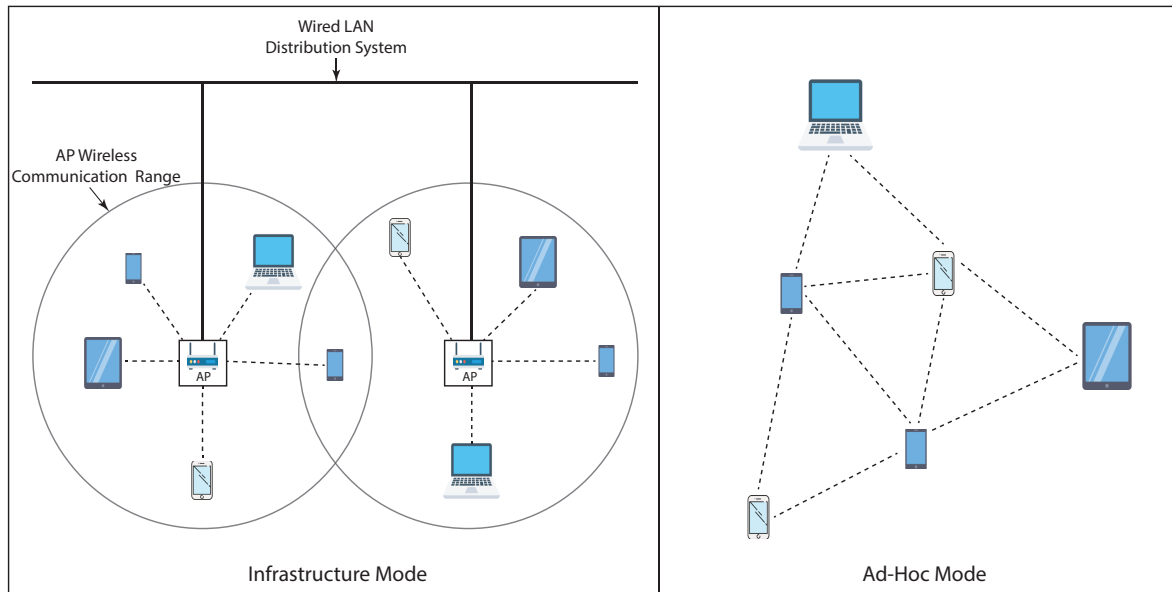 Wired LAN
Distribution System
AP Wireless
Communication Range
AP
AP
Infrastructure Mode
Ad-Hoc Mode